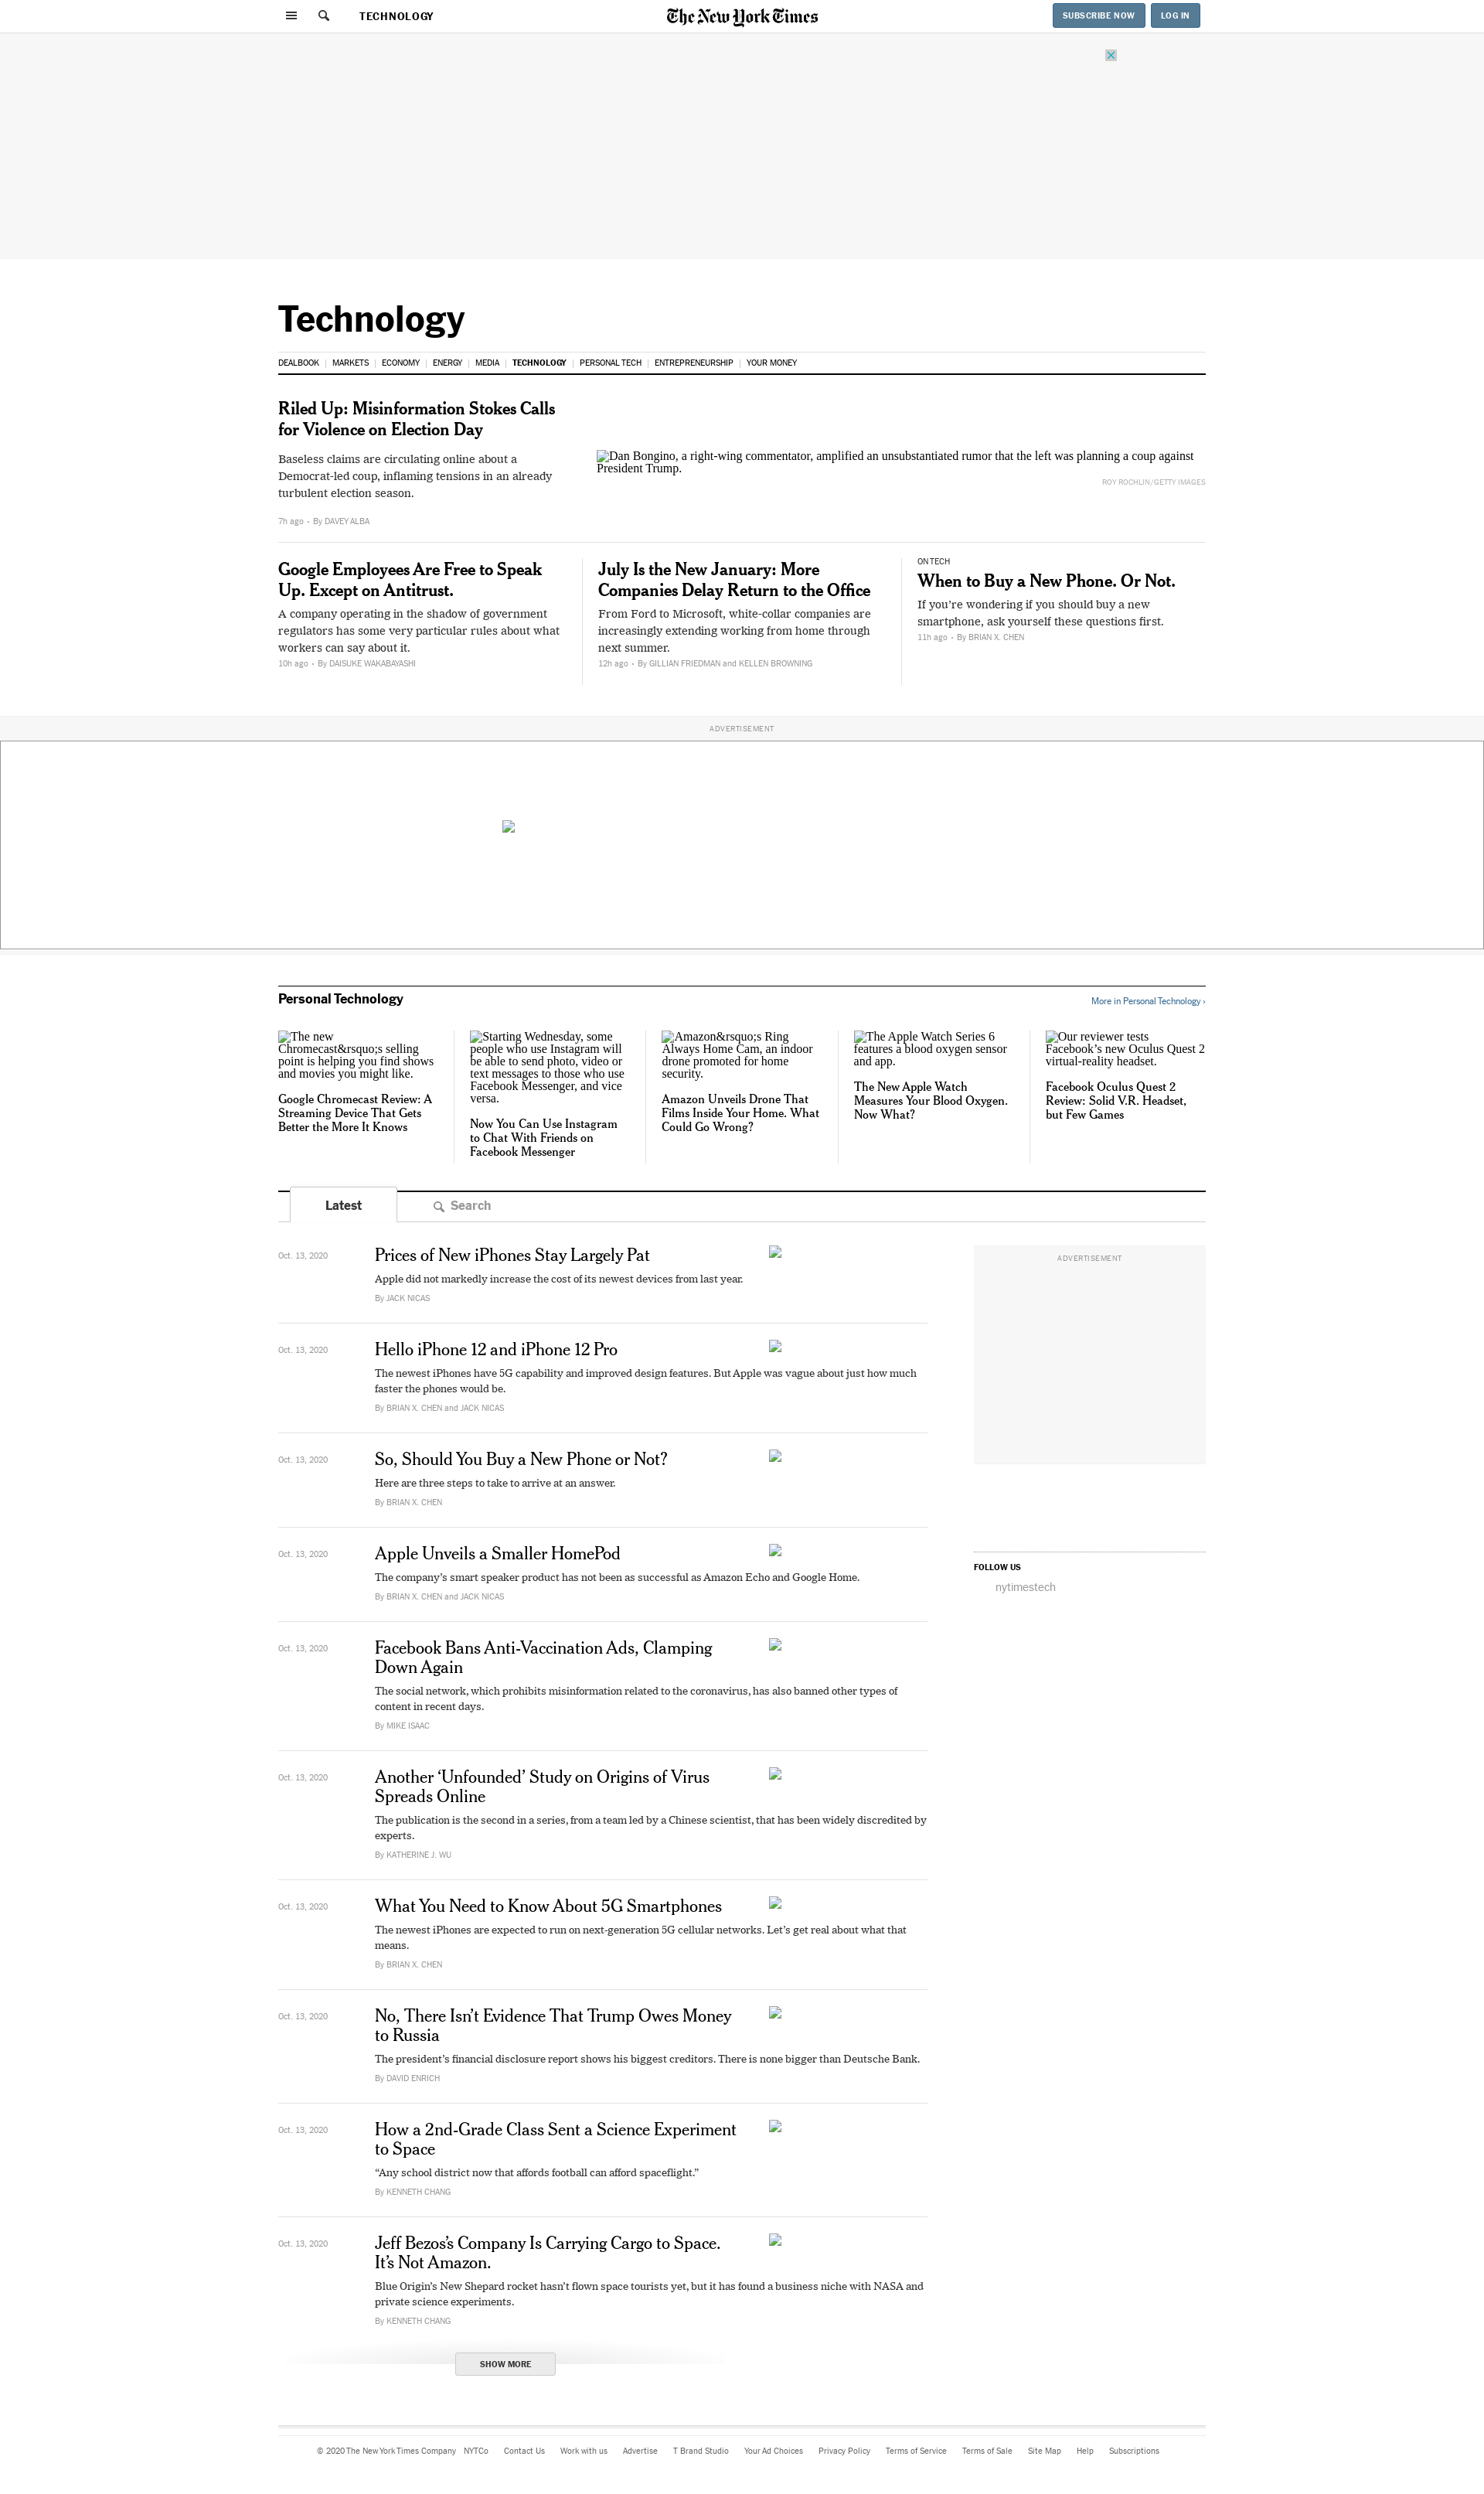 TECHNOLOGY
The New York Times
SUBSCRIBE NOW
LOG IN
Technology
DEALBOOK | MARKETS | ECONOMY | ENERGY | MEDIA | TECHNOLOGY | PERSONAL TECH | ENTREPRENEURSHIP | YOUR MONEY
Riled Up: Misinformation Stokes Calls
for Violence on Election Day
Baseless claims are circulating online about a
Democrat-led coup, inflaming tensions in an already
turbulent election season.
7h ago • By DAVEY ALBA
Dan Bongino, a right-wing commentator, amplified an unsubstantiated rumor that the left was planning a coup against
President Trump.
ROY ROCHLIN/GETTY IMAGES
Google Employees Are Free to Speak
Up. Except on Antitrust.
A company operating in the shadow of government
regulators has some very particular rules about what
workers can say about it.
10h ago • By DAISUKE WAKABAYASHI
July Is the New January: More
Companies Delay Return to the Office
From Ford to Microsoft, white-collar companies are
increasingly extending working from home through
next summer.
12h ago • By GILLIAN FRIEDMAN and KELLEN BROWNING
ON TECH
When to Buy a New Phone. Or Not.
If you’re wondering if you should buy a new
smartphone, ask yourself these questions first.
11h ago • By BRIAN X. CHEN
ADVERTISEMENT
Personal Technology
More in Personal Technology ›
The new
Chromecast&rsquo;s selling
point is helping you find shows
and movies you might like.
Google Chromecast Review: A
Streaming Device That Gets
Better the More It Knows
Starting Wednesday, some
people who use Instagram will
be able to send photo, video or
text messages to those who use
Facebook Messenger, and vice
versa.
Now You Can Use Instagram
to Chat With Friends on
Facebook Messenger
Amazon&rsquo;s Ring
Always Home Cam, an indoor
drone promoted for home
security.
Amazon Unveils Drone That
Films Inside Your Home. What
Could Go Wrong?
The Apple Watch Series 6
features a blood oxygen sensor
and app.
The New Apple Watch
Measures Your Blood Oxygen.
Now What?
Our reviewer tests
Facebook’s new Oculus Quest 2
virtual-reality headset.
Facebook Oculus Quest 2
Review: Solid V.R. Headset,
but Few Games
Latest
Search
Oct. 13, 2020
Prices of New iPhones Stay Largely Pat
Apple did not markedly increase the cost of its newest devices from last year.
By JACK NICAS
Oct. 13, 2020
Hello iPhone 12 and iPhone 12 Pro
The newest iPhones have 5G capability and improved design features. But Apple was vague about just how much
faster the phones would be.
By BRIAN X. CHEN and JACK NICAS
Oct. 13, 2020
So, Should You Buy a New Phone or Not?
Here are three steps to take to arrive at an answer.
By BRIAN X. CHEN
Oct. 13, 2020
Apple Unveils a Smaller HomePod
The company’s smart speaker product has not been as successful as Amazon Echo and Google Home.
By BRIAN X. CHEN and JACK NICAS
Oct. 13, 2020
Facebook Bans Anti-Vaccination Ads, Clamping
Down Again
The social network, which prohibits misinformation related to the coronavirus, has also banned other types of
content in recent days.
By MIKE ISAAC
Oct. 13, 2020
Another ‘Unfounded’ Study on Origins of Virus
Spreads Online
The publication is the second in a series, from a team led by a Chinese scientist, that has been widely discredited by
experts.
By KATHERINE J. WU
Oct. 13, 2020
What You Need to Know About 5G Smartphones
The newest iPhones are expected to run on next-generation 5G cellular networks. Let’s get real about what that
means.
By BRIAN X. CHEN
Oct. 13, 2020
No, There Isn’t Evidence That Trump Owes Money
to Russia
The president’s financial disclosure report shows his biggest creditors. There is none bigger than Deutsche Bank.
By DAVID ENRICH
Oct. 13, 2020
How a 2nd-Grade Class Sent a Science Experiment
to Space
“Any school district now that affords football can afford spaceflight.”
By KENNETH CHANG
Oct. 13, 2020
Jeff Bezos’s Company Is Carrying Cargo to Space.
It’s Not Amazon.
Blue Origin’s New Shepard rocket hasn’t flown space tourists yet, but it has found a business niche with NASA and
private science experiments.
By KENNETH CHANG
SHOW MORE
ADVERTISEMENT
FOLLOW US
nytimestech
© 2020 The New York Times Company NYTCo Contact Us Work with us Advertise T Brand Studio Your Ad Choices Privacy Policy Terms of Service Terms of Sale Site Map Help Subscriptions